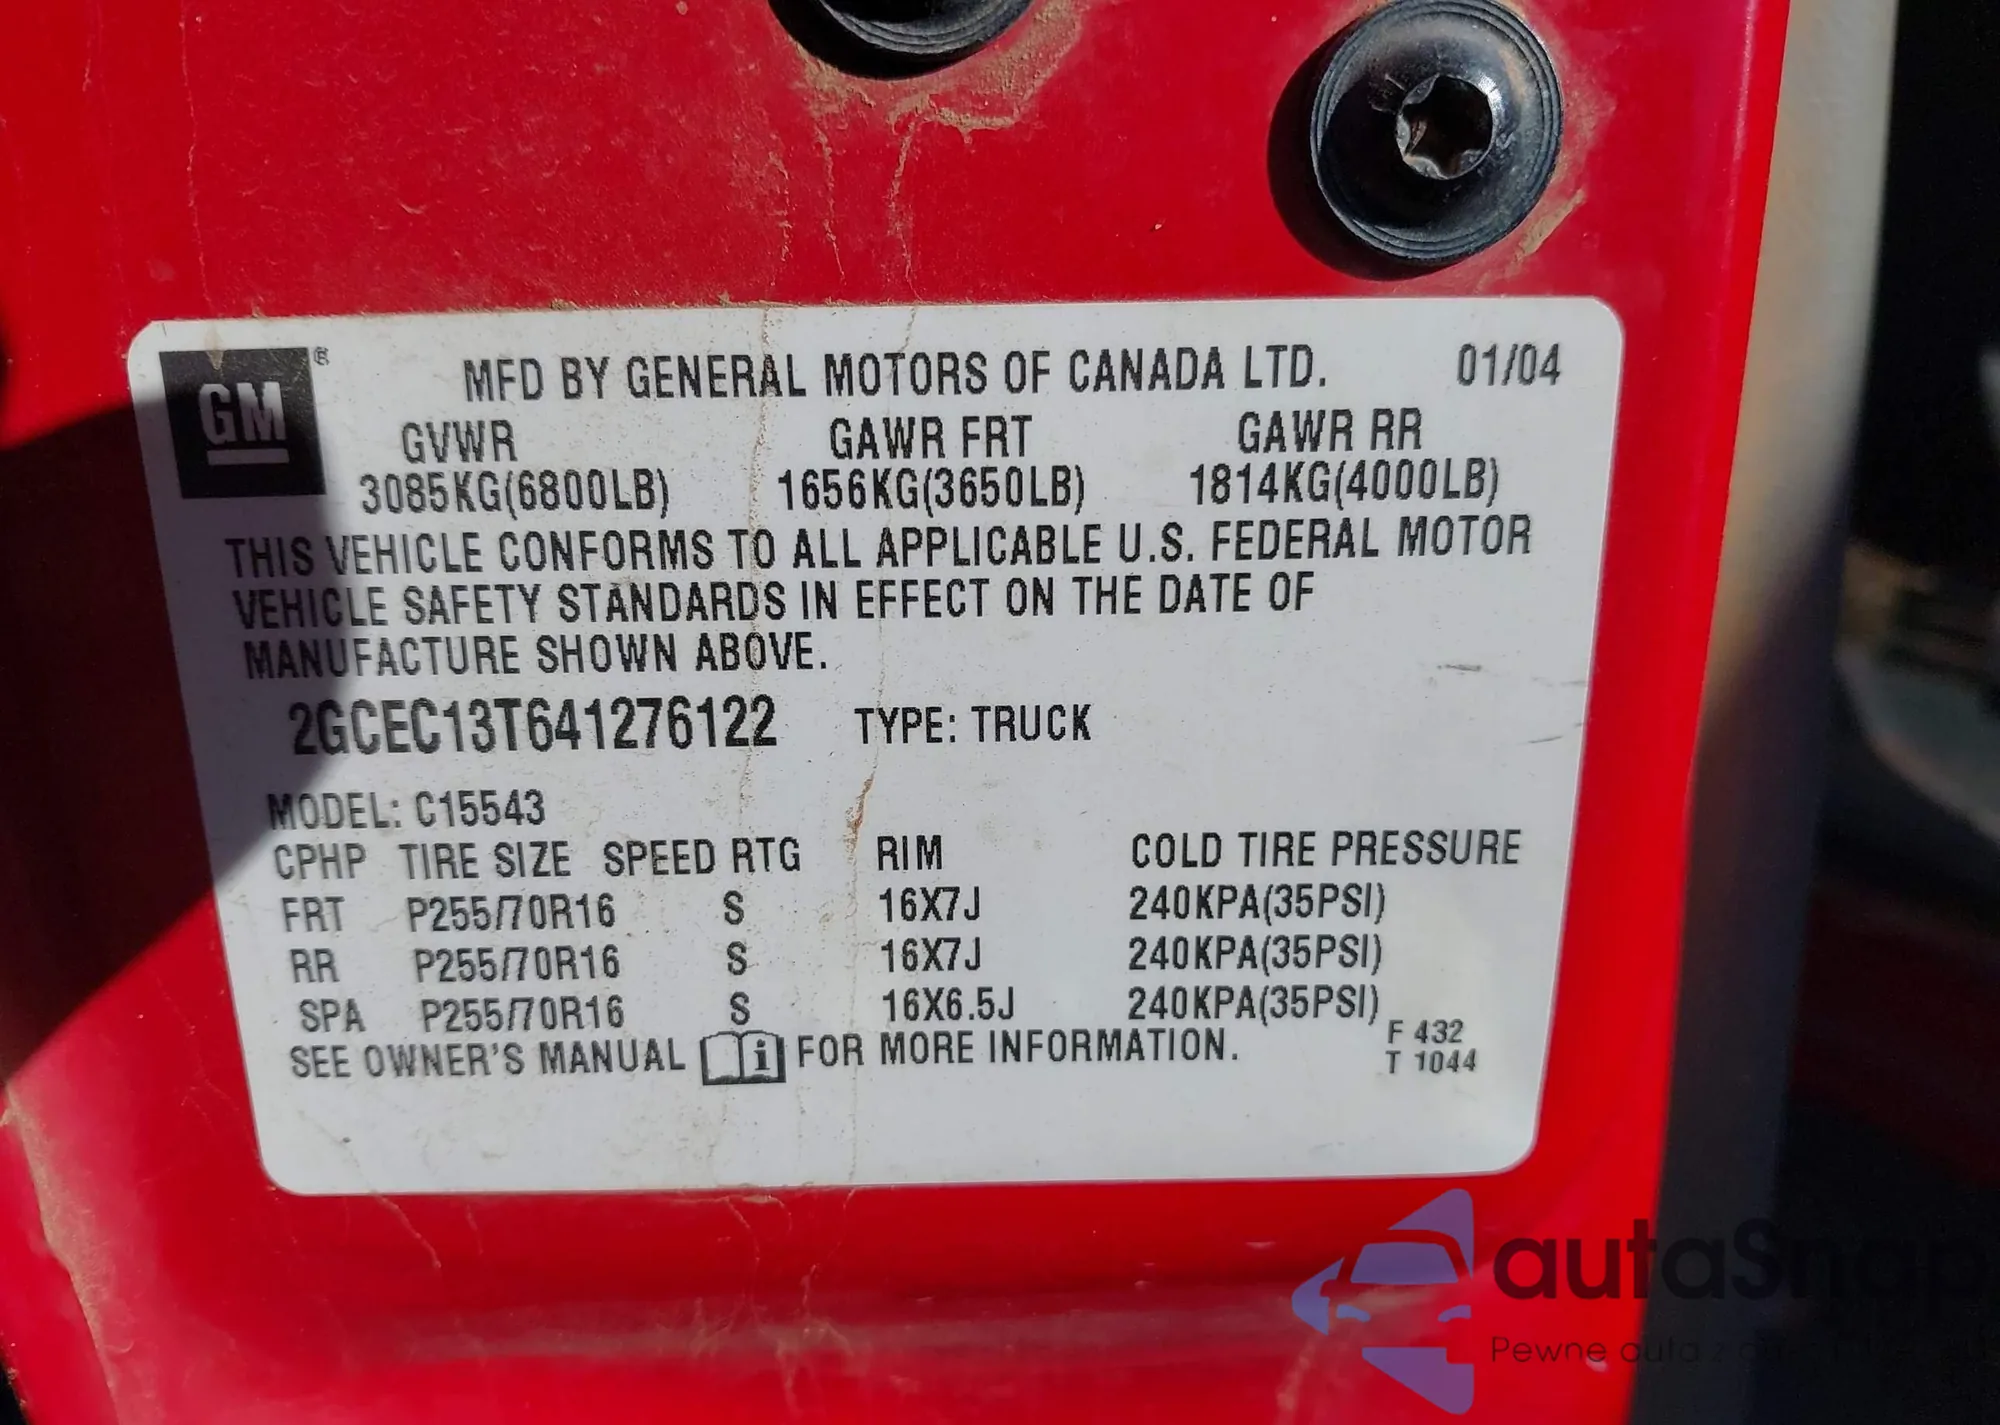 GM ®
MFD BY GENERAL MOTORS OF CANADA LTD. 01/04
GVWR GAWR FRT GAWR RR
3085KG(6800LB) 1656KG(3650LB) 1814KG(4000LB)
THIS VEHICLE CONFORMS TO ALL APPLICABLE U.S. FEDERAL MOTOR
VEHICLE SAFETY STANDARDS IN EFFECT ON THE DATE OF
MANUFACTURE SHOWN ABOVE.
2GCEC13T641276122 TYPE: TRUCK
MODEL: C15543
CPHP TIRE SIZE SPEED RTG RIM COLD TIRE PRESSURE
FRT P255/70R16 S 16X7J 240KPA(35PSI)
RR P255/70R16 S 16X7J 240KPA(35PSI)
SPA P255/70R16 S 16X6.5J 240KPA(35PSI)
SEE OWNER'S MANUAL i FOR MORE INFORMATION.
F 432
T 1044
autaSnap
Pewne auta z